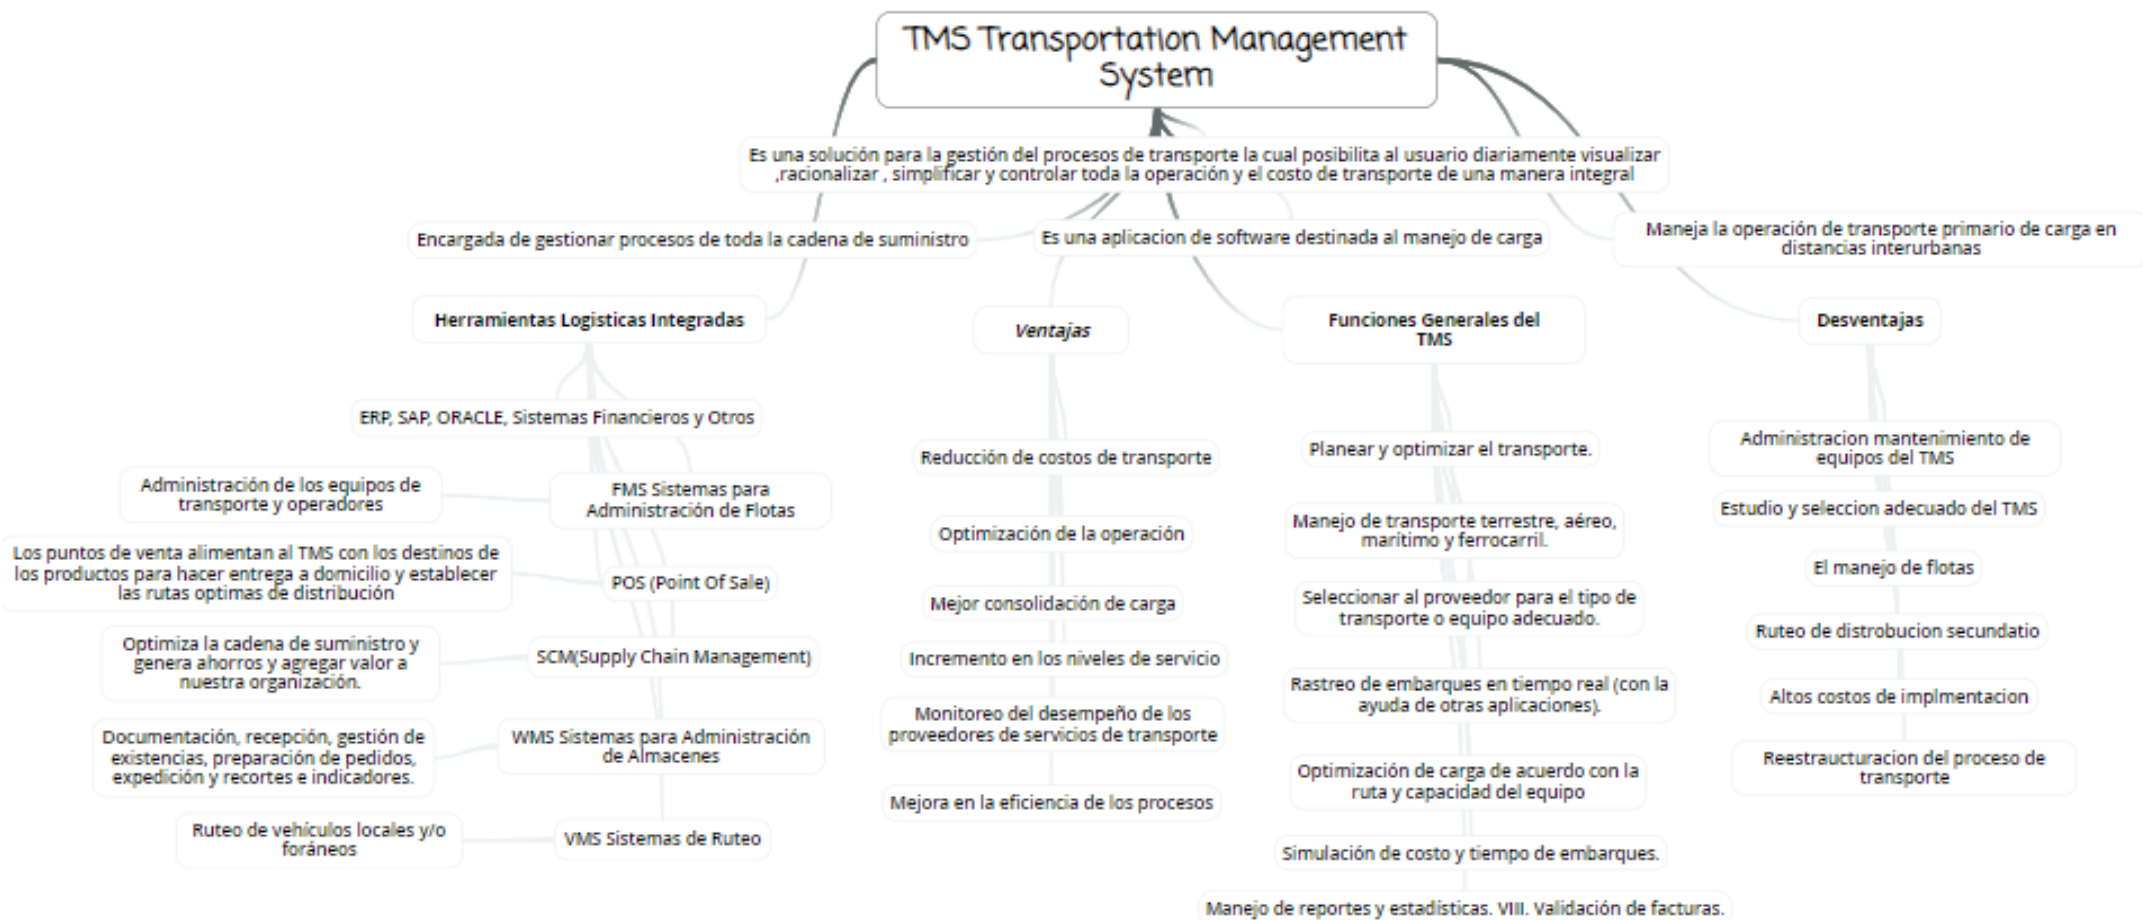 TMS Transportation Management
System
Es una solución para la gestión del procesos de transporte la cual posibilita al usuario diariamente visualizar
,racionalizar , simplificar y controlar toda la operación y el costo de transporte de una manera integral
Encargada de gestionar procesos de toda la cadena de suministro
Es una aplicacion de software destinada al manejo de carga
Maneja la operación de transporte primario de carga en
distancias interurbanas
Herramientas Logisticas Integradas
ERP, SAP, ORACLE, Sistemas Financieros y Otros
Administración de los equipos de
transporte y operadores
FMS Sistemas para
Administración de Flotas
Los puntos de venta alimentan al TMS con los destinos de
los productos para hacer entrega a domicilio y establecer
las rutas optimas de distribución
POS (Point Of Sale)
Optimiza la cadena de suministro y
genera ahorros y agregar valor a
nuestra organización.
SCM(Supply Chain Management)
Documentación, recepción, gestión de
existencias, preparación de pedidos,
expedición y recortes e indicadores.
WMS Sistemas para Administración
de Almacenes
Ruteo de vehículos locales y/o
foráneos
VMS Sistemas de Ruteo
Ventajas
Reducción de costos de transporte
Optimización de la operación
Mejor consolidación de carga
Incremento en los niveles de servicio
Monitoreo del desempeño de los
proveedores de servicios de transporte
Mejora en la eficiencia de los procesos
Funciones Generales del
TMS
Planear y optimizar el transporte.
Manejo de transporte terrestre, aéreo,
marítimo y ferrocarril.
Seleccionar al proveedor para el tipo de
transporte o equipo adecuado.
Rastreo de embarques en tiempo real (con la
ayuda de otras aplicaciones).
Optimización de carga de acuerdo con la
ruta y capacidad del equipo
Simulación de costo y tiempo de embarques.
Manejo de reportes y estadísticas. VIII. Validación de facturas.
Desventajas
Administracion mantenimiento de
equipos del TMS
Estudio y seleccion adecuado del TMS
El manejo de flotas
Ruteo de distrobucion secundatio
Altos costos de implmentacion
Reestraucturacion del proceso de
transporte